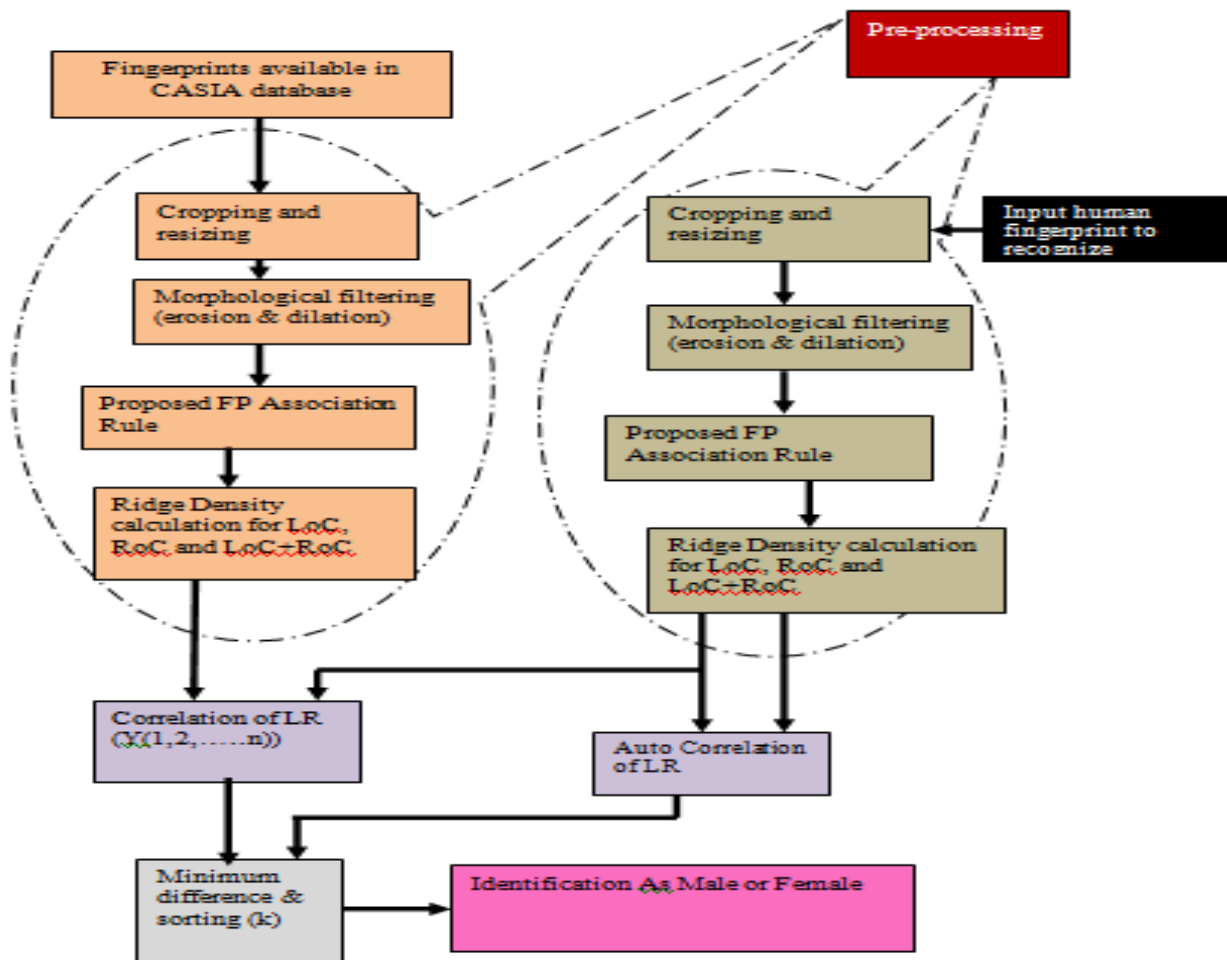 Pre-processing
Fingerprints available in
CASIA database
Cropping and
resizing
Morphological filtering
(erosion & dilation)
Proposed FP Association
Rule
Ridge Density
calculation for LoC,
RoC and LoC+RoC
Cropping and
resizing
Input human
fingerprint to
recognize
Morphological filtering
(erosion & dilation)
Proposed FP
Association Rule
Ridge Density calculation
for LoC, RoC and
LoC+RoC
Correlation of LR
(Y(1,2,.....n))
Auto Correlation
of LR
Minimum
difference &
sorting (k)
Identification As Male or Female